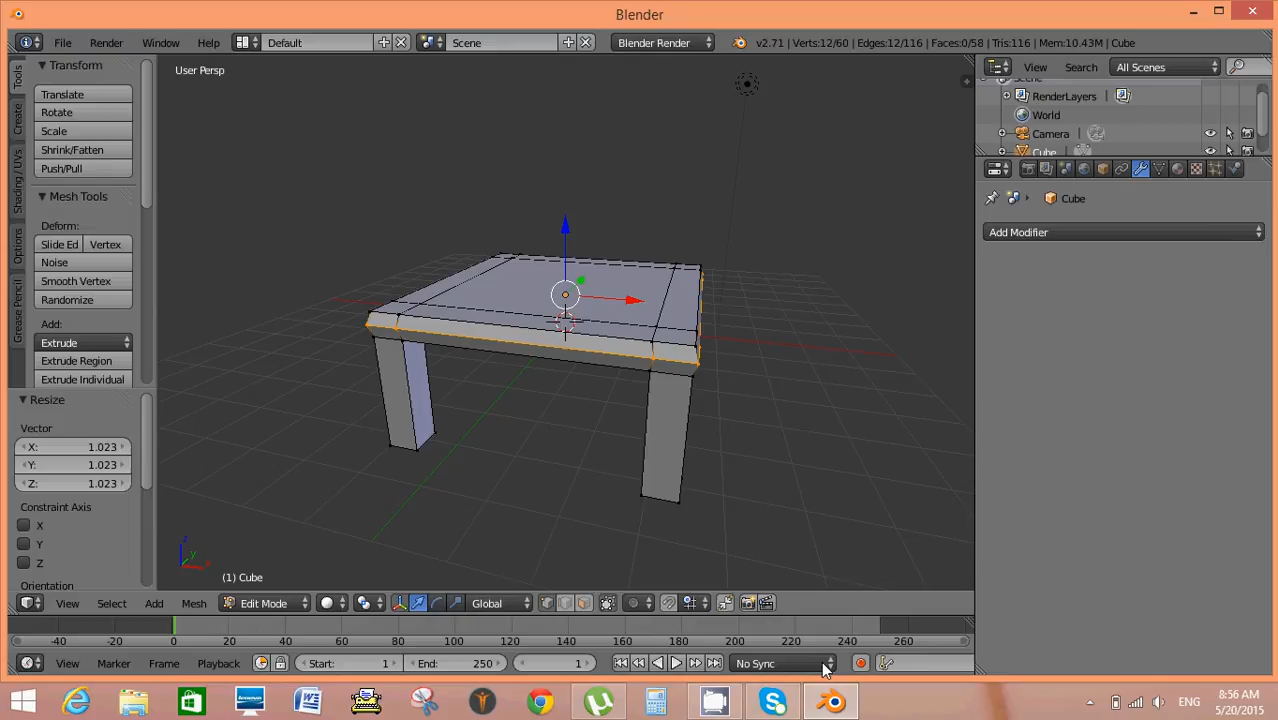 Blender
File Render Window Help Default Scene Blender Render v2.71 | Verts:12/60 | Edges:12/116 | Faces:0/58 | Tris:116 | Mem:10.43M | Cube
Tools
Create
Shading / UVs
Options
Grease Pencil
Transform
Translate
Rotate
Scale
Shrink/Fatten
Push/Pull
Mesh Tools
Deform:
Slide Ed Vertex
Noise
Smooth Vertex
Randomize
Add:
Extrude
Extrude Region
Extrude Individual
Resize
Vector
X: 1.023
Y: 1.023
Z: 1.023
Constraint Axis
X
Y
Z
Orientation
User Persp
z
y
x
(1) Cube
View Search All Scenes
Scene
RenderLayers
World
Camera
Cube
Cube
Add Modifier
View Select Add Mesh Edit Mode Global
-40 -20 0 20 40 60 80 100 120 140 160 180 200 220 240 260
View Marker Frame Playback Start: 1 End: 250 1 No Sync
ENG
8:56 AM
5/20/2015